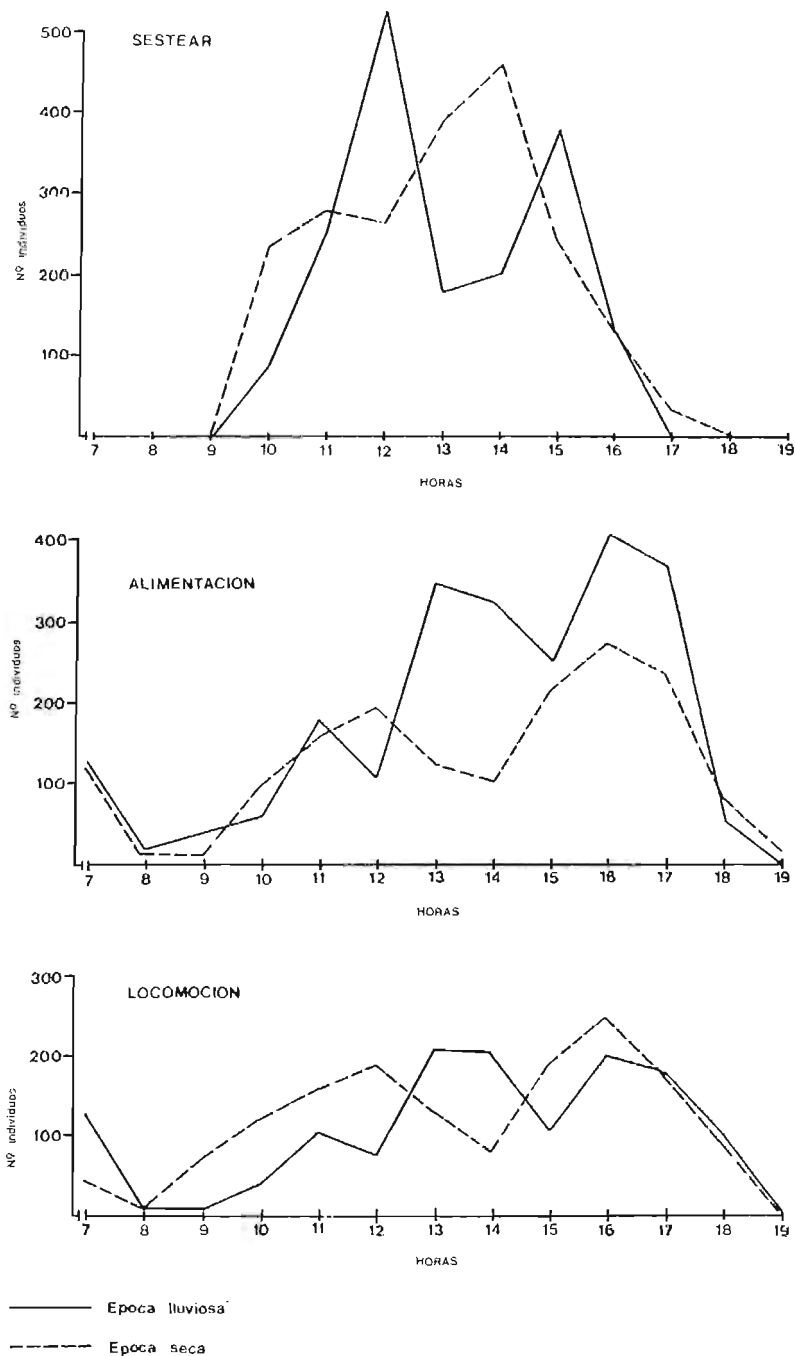 SESTEAR
500
400
300
200
100
Nº individuos
7 8 9 10 11 12 13 14 15 16 17 18 19
HORAS
ALIMENTACION
400
300
200
100
Nº individuos
7 8 9 10 11 12 13 14 15 16 17 18 19
HORAS
LOCOMOCION
300
200
100
Nº individuos
7 8 9 10 11 12 13 14 15 16 17 18 19
HORAS
Epoca lluviosa
Epoca seca